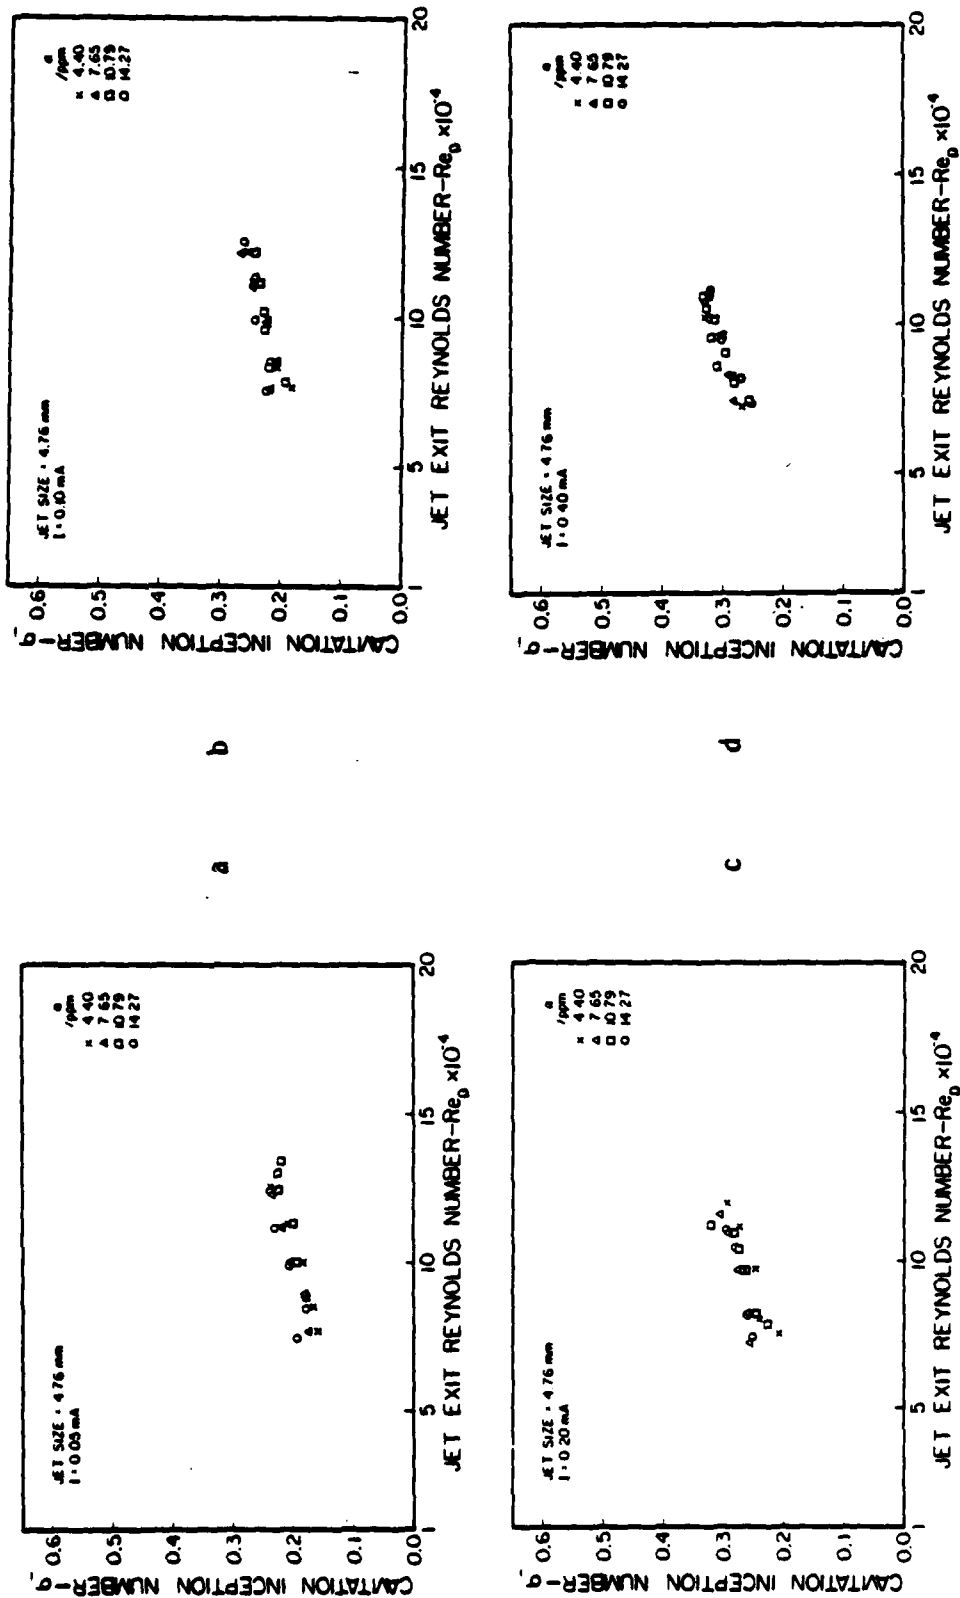 JET SIZE = 4.76 mm
I = 0.05 mA
a
/ppm
× 4.40
△ 7.65
□ 10.79
○ 14.27
CAVITATION INCEPTION NUMBER-σi
0.6
0.5
0.4
0.3
0.2
0.1
0.0
1
5
10
15
20
JET EXIT REYNOLDS NUMBER-ReD ×10-4
a
JET SIZE = 4.76 mm
I = 0.10 mA
a
/ppm
× 4.40
△ 7.65
□ 10.79
○ 14.27
CAVITATION INCEPTION NUMBER-σi
0.6
0.5
0.4
0.3
0.2
0.1
0.0
1
5
10
15
20
JET EXIT REYNOLDS NUMBER-ReD ×10-4
b
JET SIZE = 4.76 mm
I = 0.20 mA
a
/ppm
× 4.40
△ 7.65
□ 10.79
○ 14.27
CAVITATION INCEPTION NUMBER-σi
0.6
0.5
0.4
0.3
0.2
0.1
0.0
1
5
10
15
20
JET EXIT REYNOLDS NUMBER-ReD ×10-4
c
JET SIZE = 4.76 mm
I = 0.40 mA
a
/ppm
× 4.40
△ 7.65
□ 10.79
○ 14.27
CAVITATION INCEPTION NUMBER-σi
0.6
0.5
0.4
0.3
0.2
0.1
0.0
1
5
10
15
20
JET EXIT REYNOLDS NUMBER-ReD ×10-4
d